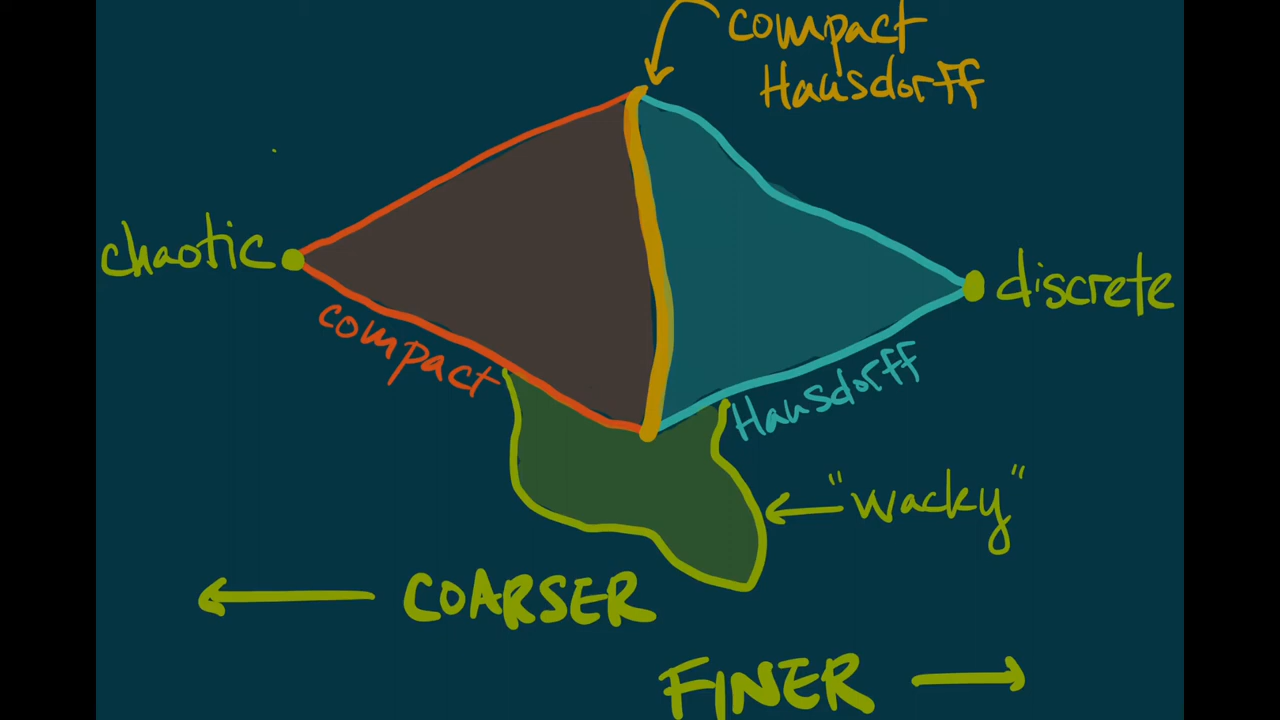 compact
Hausdorff
chaotic
discrete
compact
Hausdorff
"wacky"
COARSER
FINER